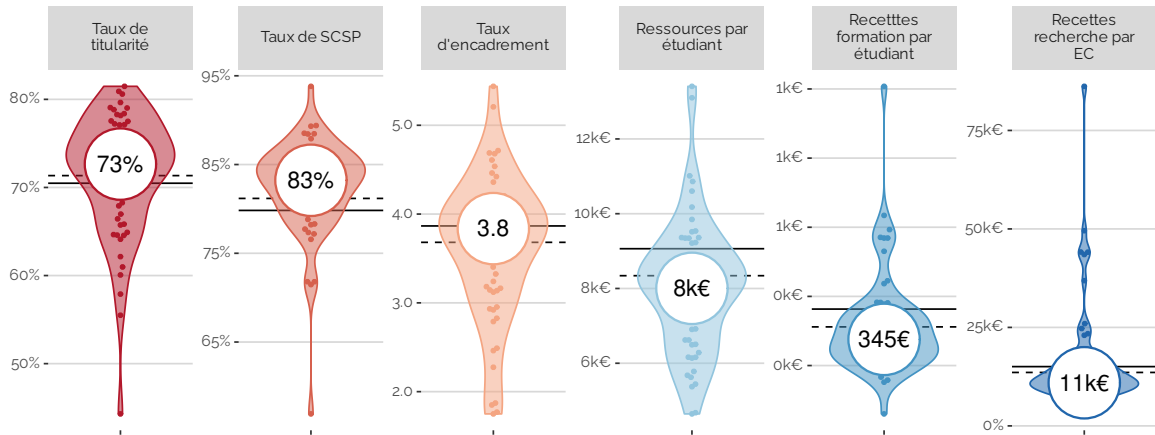 Taux de
titularité
Taux de SCSP
Taux
d'encadrement
Ressources par
étudiant
Recetttes
formation par
étudiant
Recettes
recherche par
EC
80%
70%
60%
50%
73%
95%
85%
75%
65%
83%
5.0
4.0
3.0
2.0
3.8
12k€
10k€
8k€
6k€
8k€
1k€
1k€
1k€
0k€
0k€
345€
75k€
50k€
25k€
0%
11k€